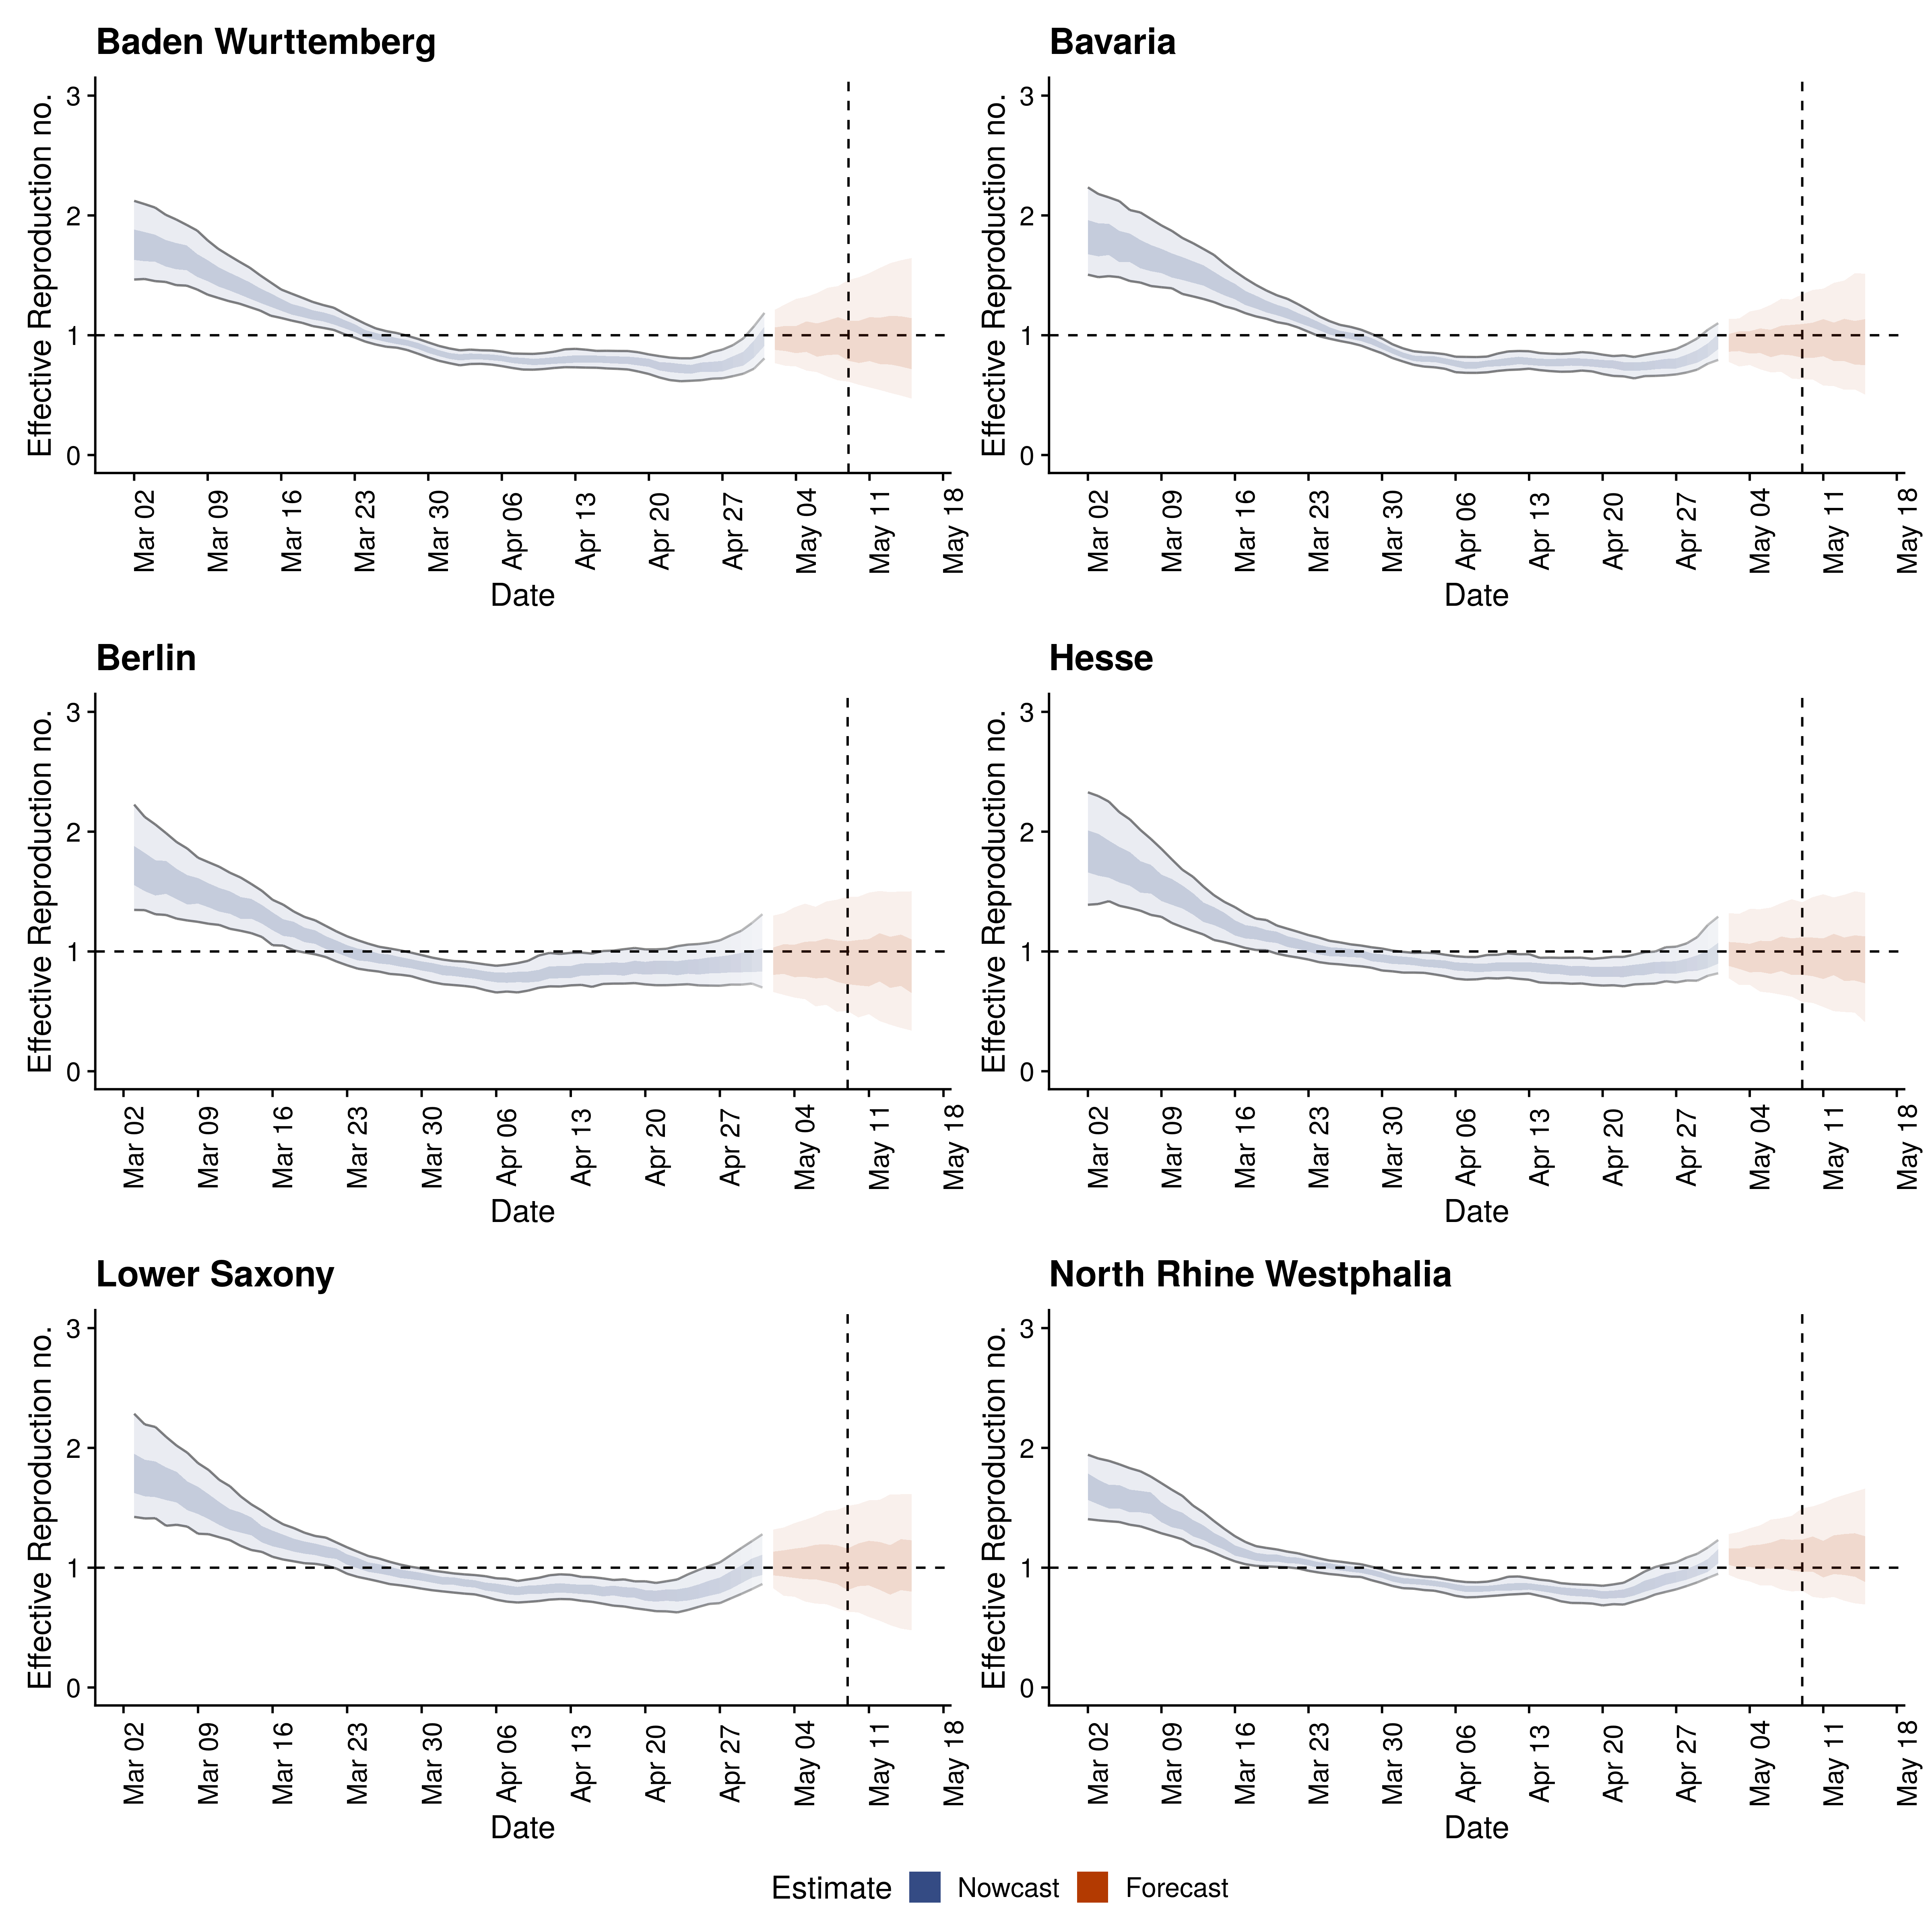 Baden Wurttemberg
Effective Reproduction no.
3
2
1
0
Mar 02 Mar 09 Mar 16 Mar 23 Mar 30 Apr 06 Apr 13 Apr 20 Apr 27 May 04 May 11 May 18
Date
Bavaria
Effective Reproduction no.
3
2
1
0
Mar 02 Mar 09 Mar 16 Mar 23 Mar 30 Apr 06 Apr 13 Apr 20 Apr 27 May 04 May 11 May 18
Date
Berlin
Effective Reproduction no.
3
2
1
0
Mar 02 Mar 09 Mar 16 Mar 23 Mar 30 Apr 06 Apr 13 Apr 20 Apr 27 May 04 May 11 May 18
Date
Hesse
Effective Reproduction no.
3
2
1
0
Mar 02 Mar 09 Mar 16 Mar 23 Mar 30 Apr 06 Apr 13 Apr 20 Apr 27 May 04 May 11 May 18
Date
Lower Saxony
Effective Reproduction no.
3
2
1
0
Mar 02 Mar 09 Mar 16 Mar 23 Mar 30 Apr 06 Apr 13 Apr 20 Apr 27 May 04 May 11 May 18
Date
North Rhine Westphalia
Effective Reproduction no.
3
2
1
0
Mar 02 Mar 09 Mar 16 Mar 23 Mar 30 Apr 06 Apr 13 Apr 20 Apr 27 May 04 May 11 May 18
Date
Estimate Nowcast Forecast